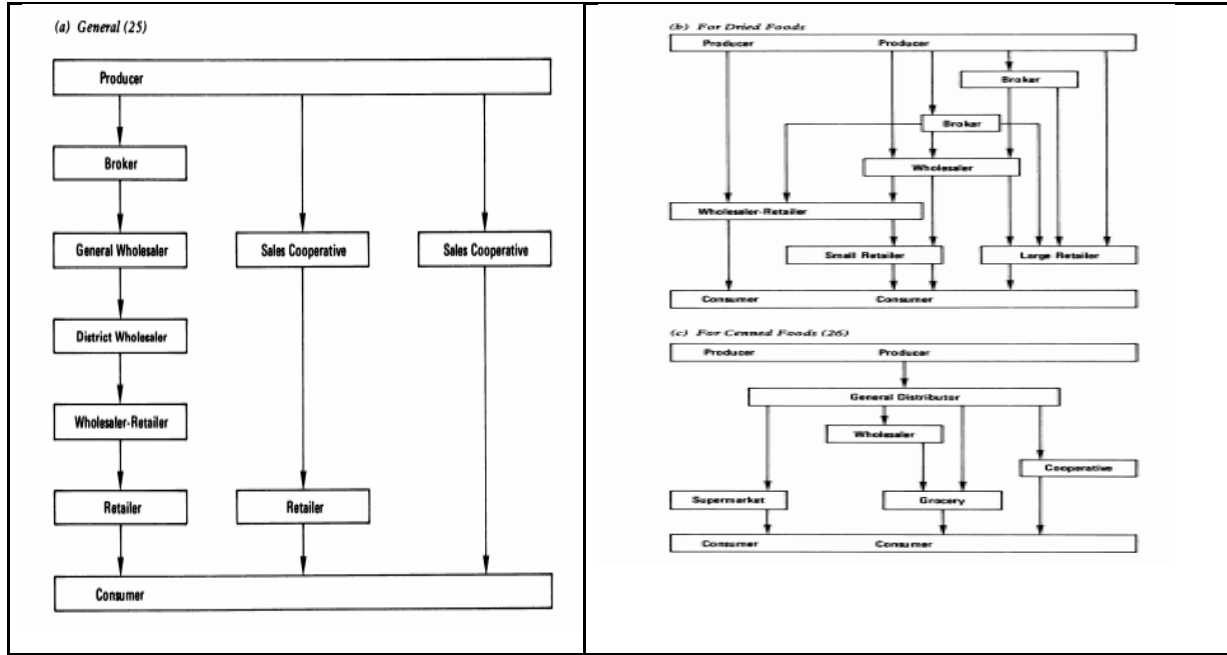 (a) General (25)
Producer
Broker
General Wholesaler
Sales Cooperative
Sales Cooperative
District Wholesaler
Wholesaler-Retailer
Retailer
Retailer
Consumer
(b) For Dried Foods
Producer
Producer
Broker
Broker
Wholesaler
Wholesaler-Retailer
Small Retailer
Large Retailer
Consumer
Consumer
(c) For Cenned Foods (26)
Producer
Producer
General Distributor
Wholesaler
Cooperative
Supermarket
Grocery
Consumer
Consumer